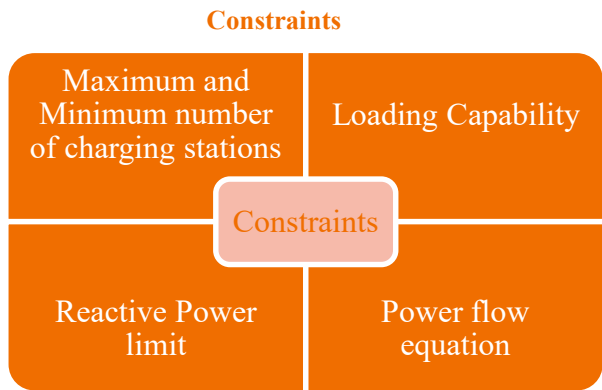 Constraints
Maximum and
Minimum number
of charging stations
Loading Capability
Constraints
Reactive Power
limit
Power flow
equation